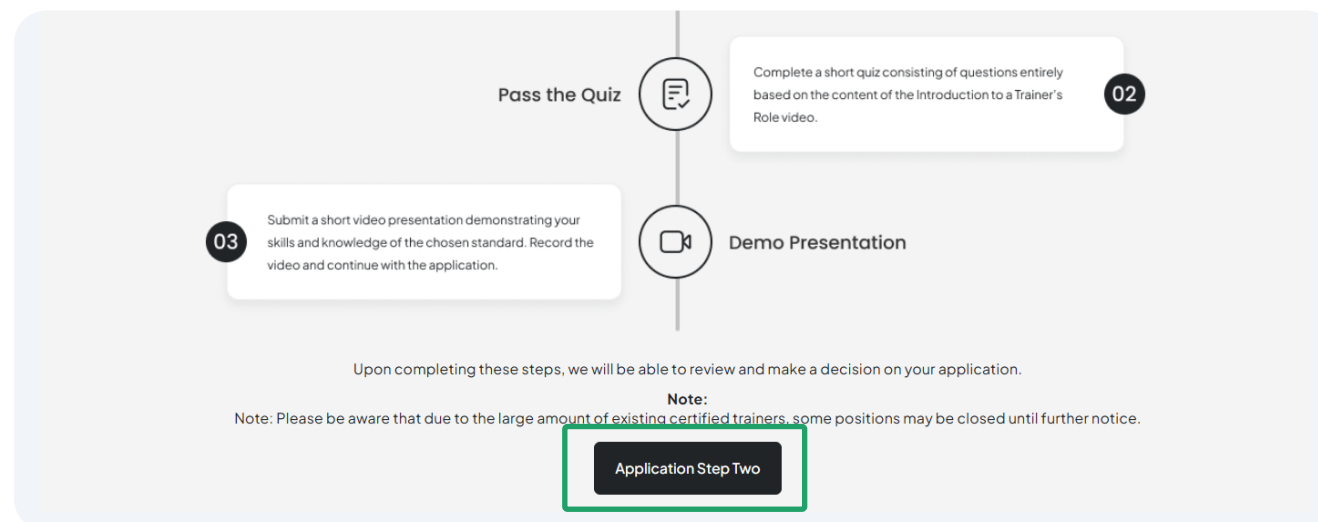 Pass the Quiz
Complete a short quiz consisting of questions entirely
based on the content of the Introduction to a Trainer's
Role video.
02
03
Submit a short video presentation demonstrating your
skills and knowledge of the chosen standard. Record the
video and continue with the application.
Demo Presentation
Upon completing these steps, we will be able to review and make a decision on your application.
Note:
Note: Please be aware that due to the large amount of existing certified trainers, some positions may be closed until further notice.
Application Step Two